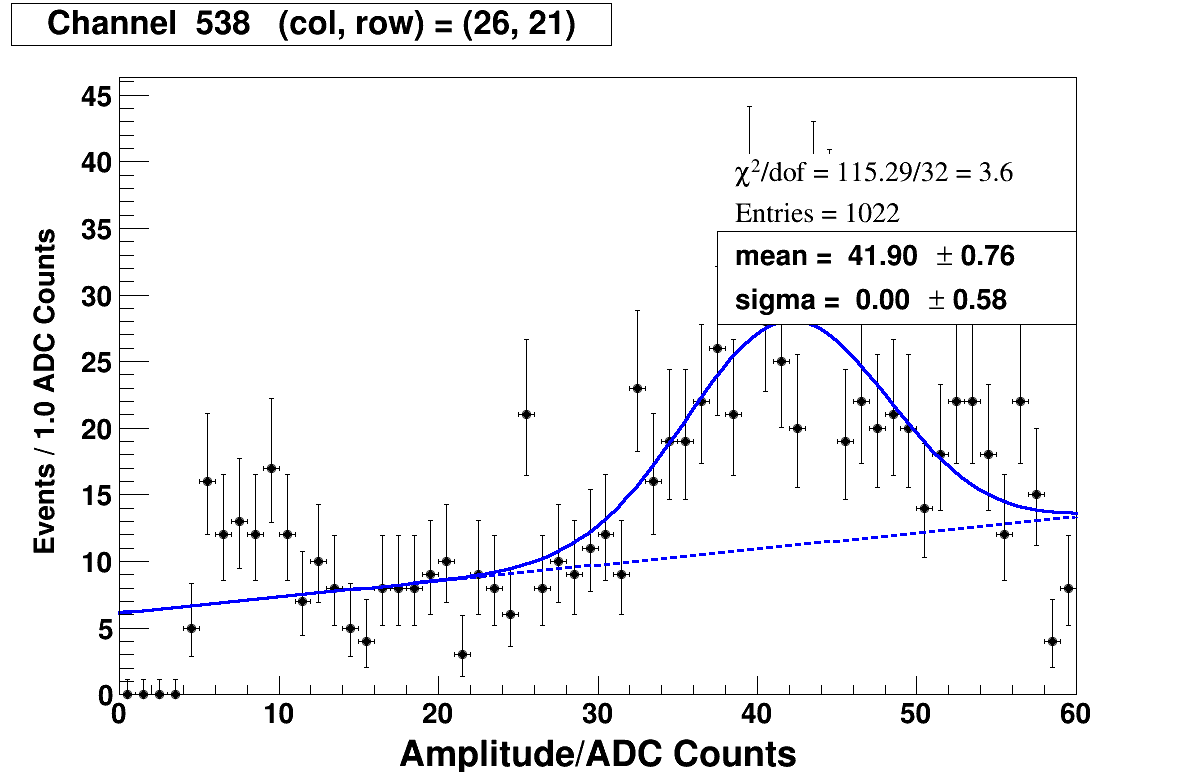 Channel 538 (col, row) = (26, 21)
45
40
35
30
25
20
15
10
5
0
Events / 1.0 ADC Counts
χ²/dof = 115.29/32 = 3.6
Entries = 1022
mean = 41.90 ± 0.76
sigma = 0.00 ± 0.58
0 10 20 30 40 50 60
Amplitude/ADC Counts